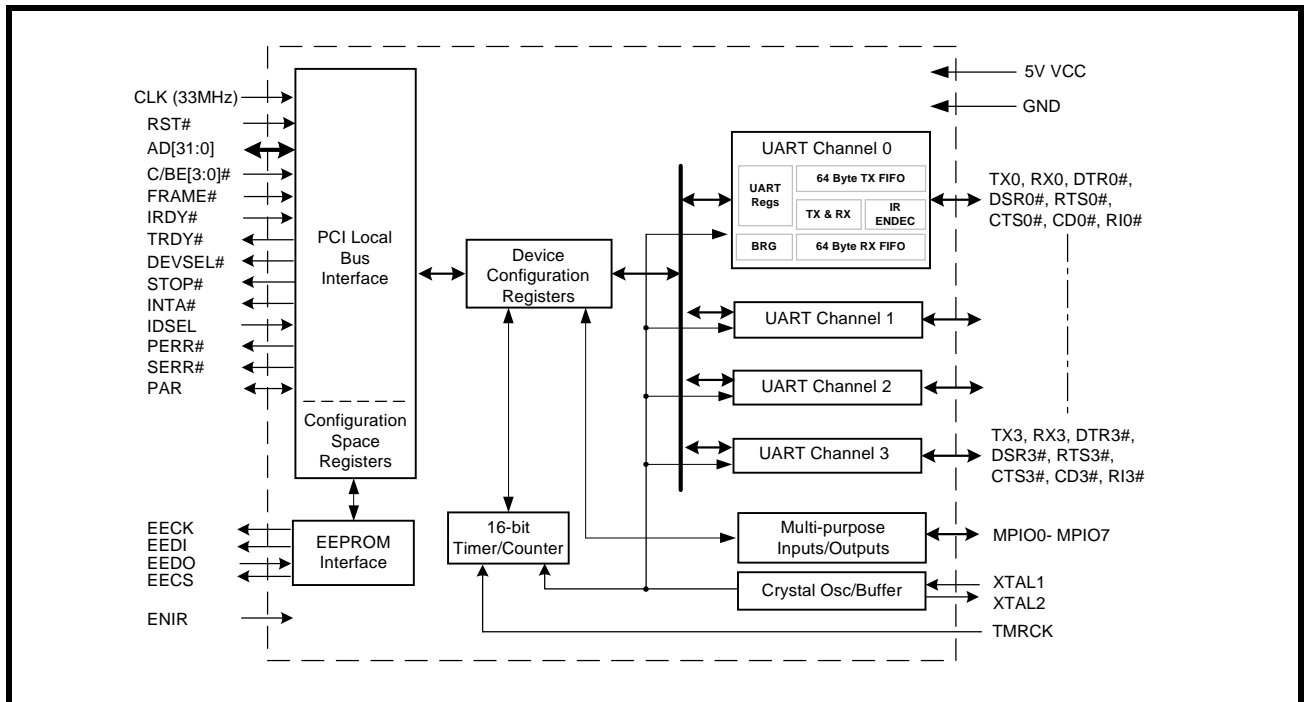 CLK (33MHz)
RST#
AD[31:0]
C/BE[3:0]#
FRAME#
IRDY#
TRDY#
DEVSEL#
STOP#
INTA#
IDSEL
PERR#
SERR#
PAR
EECK
EEDI
EEDO
EECS
ENIR
PCI Local
Bus
Interface
Configuration
Space
Registers
EEPROM
Interface
Device
Configuration
Registers
16-bit
Timer/Counter
UART Channel 0
UART
Regs
64 Byte TX FIFO
TX & RX
IR
ENDEC
BRG
64 Byte RX FIFO
UART Channel 1
UART Channel 2
UART Channel 3
Multi-purpose
Inputs/Outputs
Crystal Osc/Buffer
5V VCC
GND
TX0, RX0, DTR0#,
DSR0#, RTS0#,
CTS0#, CD0#, RI0#
TX3, RX3, DTR3#,
DSR3#, RTS3#,
CTS3#, CD3#, RI3#
MPIO0- MPIO7
XTAL1
XTAL2
TMRCK